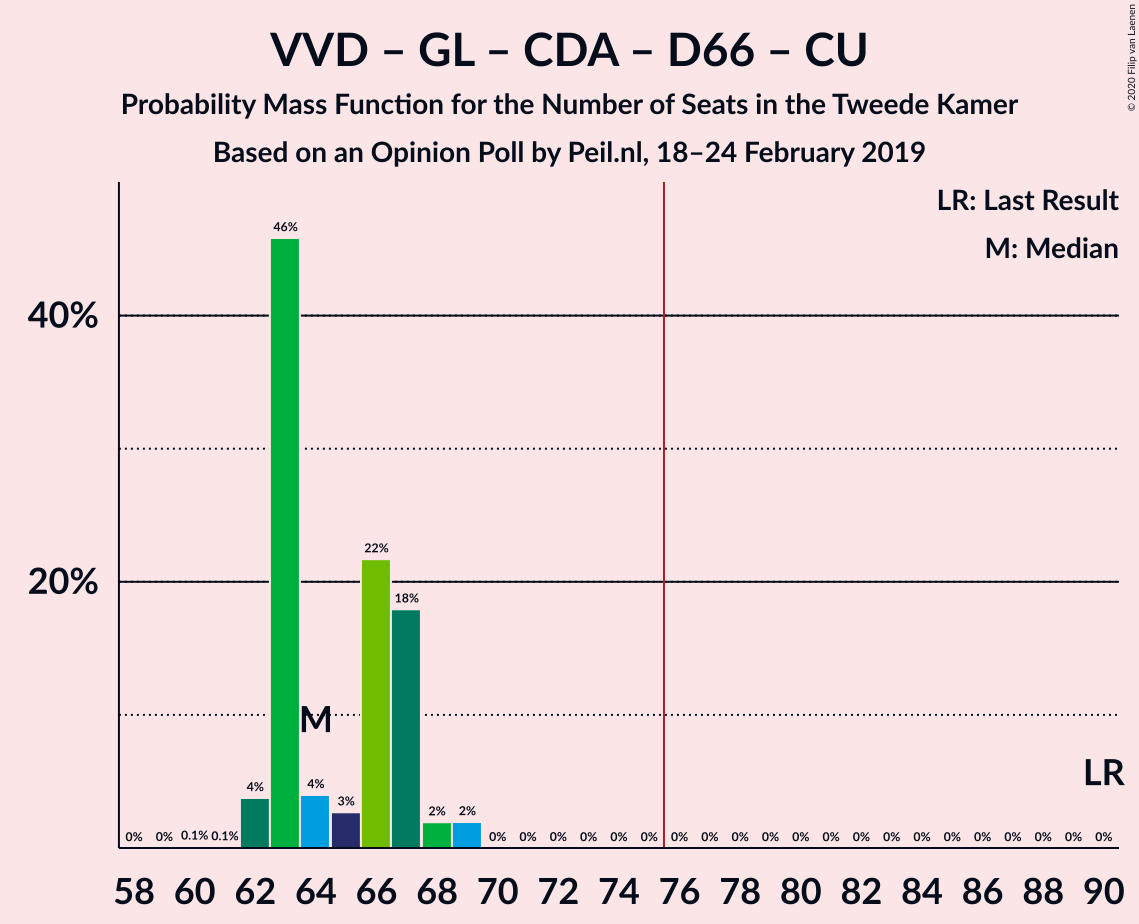 VVD – GL – CDA – D66 – CU
Probability Mass Function for the Number of Seats in the Tweede Kamer
Based on an Opinion Poll by Peil.nl, 18–24 February 2019
© 2020 Filip van Laenen
LR: Last Result
M: Median
40%
20%
46%
22%
18%
M
LR
0% 0% 0.1% 0.1% 4% 4% 3% 2% 2% 0% 0% 0% 0% 0% 0% 0% 0% 0% 0% 0% 0% 0% 0% 0% 0% 0% 0% 0% 0% 0%
58 60 62 64 66 68 70 72 74 76 78 80 82 84 86 88 90